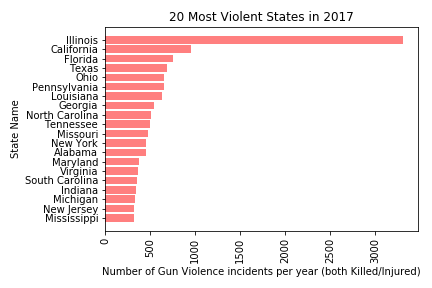 20 Most Violent States in 2017
State Name
Illinois
California
Florida
Texas
Ohio
Pennsylvania
Louisiana
Georgia
North Carolina
Tennessee
Missouri
New York
Alabama
Maryland
Virginia
South Carolina
Indiana
Michigan
New Jersey
Mississippi
0
500
1000
1500
2000
2500
3000
Number of Gun Violence incidents per year (both Killed/Injured)